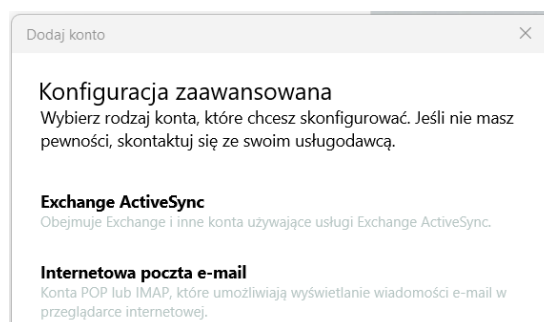 Dodaj konto
Konfiguracja zaawansowana
Wybierz rodzaj konta, które chcesz skonfigurować. Jeśli nie masz
pewności, skontaktuj się ze swoim usługodawcą.
Exchange ActiveSync
Obejmuje Exchange i inne konta używające usługi Exchange ActiveSync.
Internetowa poczta e-mail
Konta POP lub IMAP, które umożliwiają wyświetlanie wiadomości e-mail w
przeglądarce internetowej.